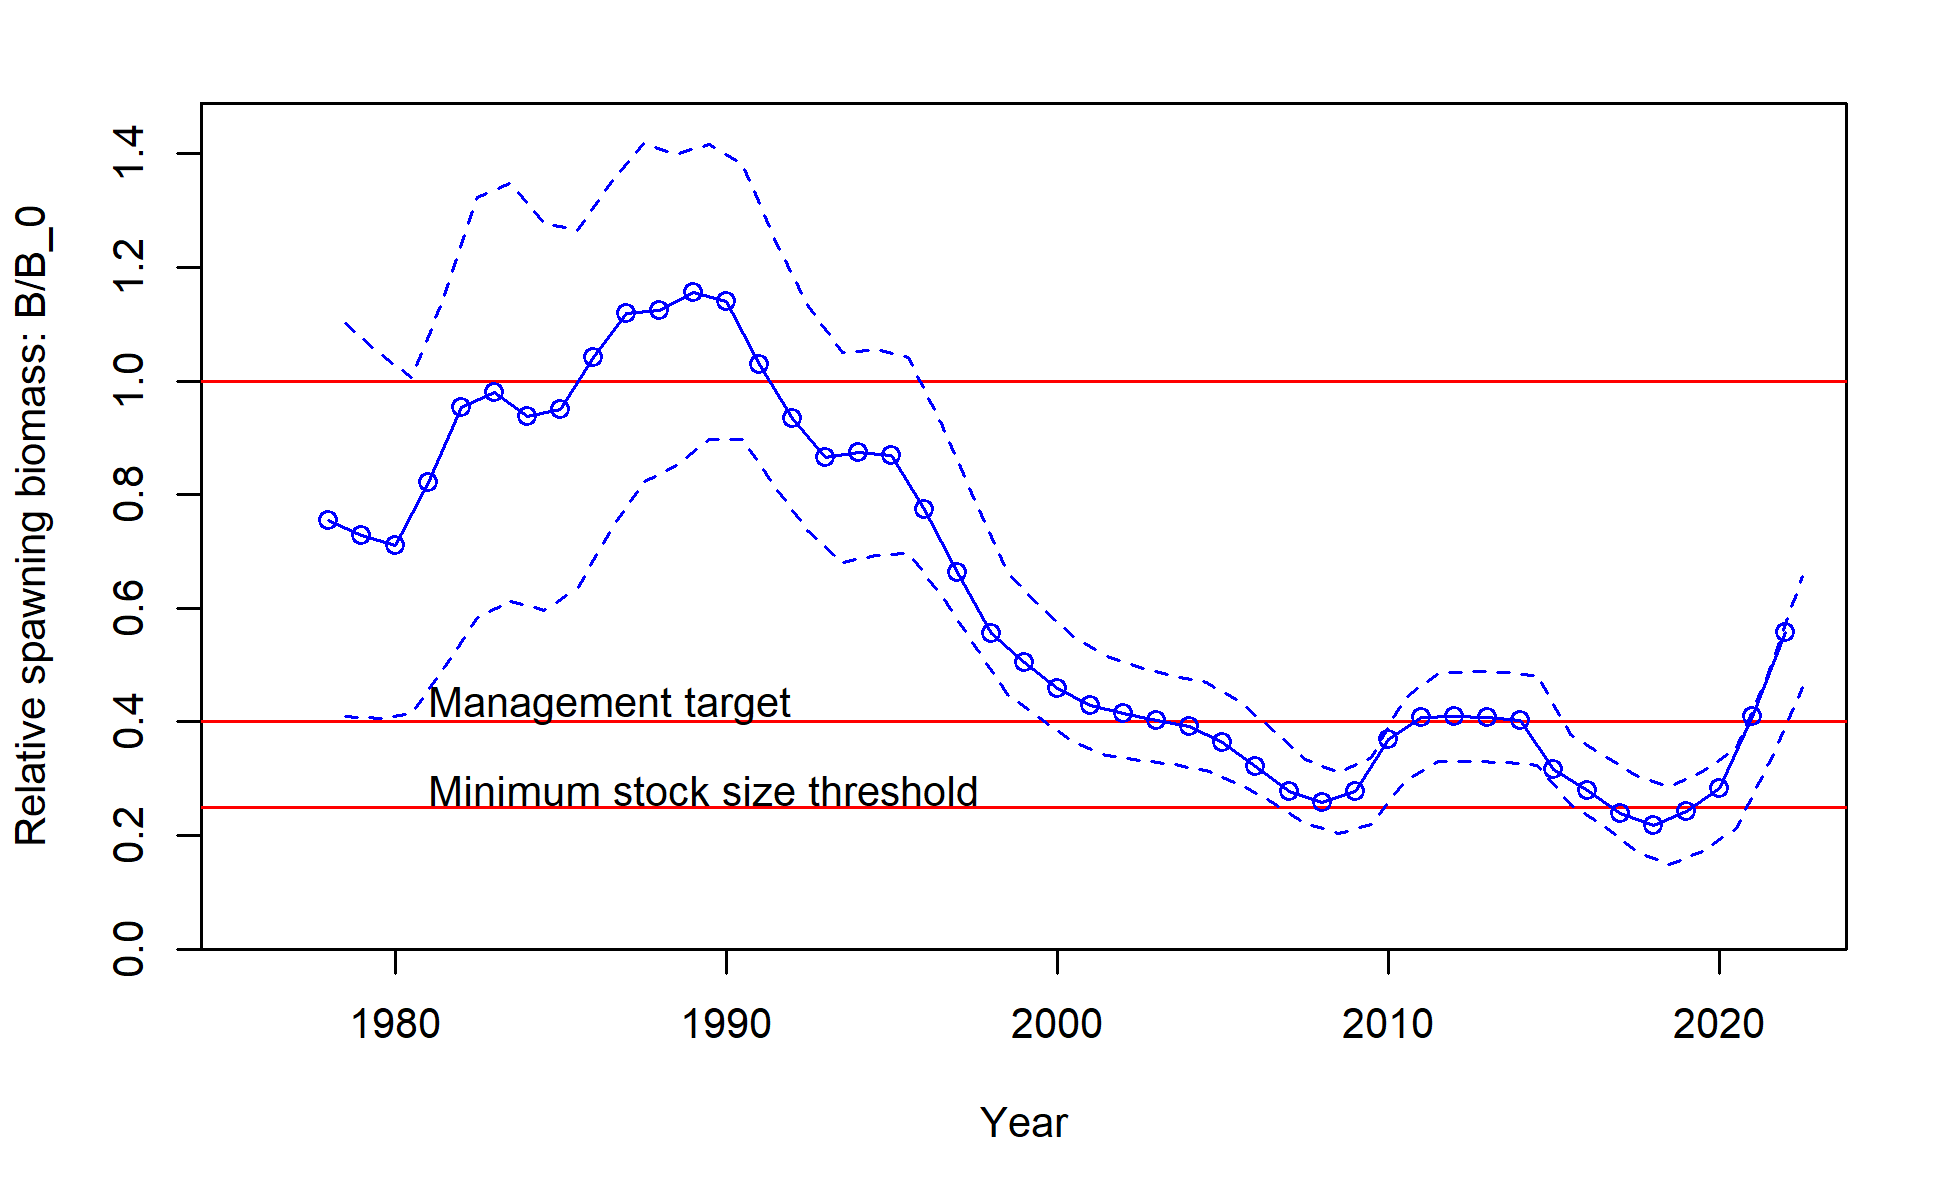 Relative spawning biomass: B/B_0
1.4
1.2
1.0
0.8
0.6
0.4
0.2
0.0
Management target
Minimum stock size threshold
1980 1990 2000 2010 2020
Year